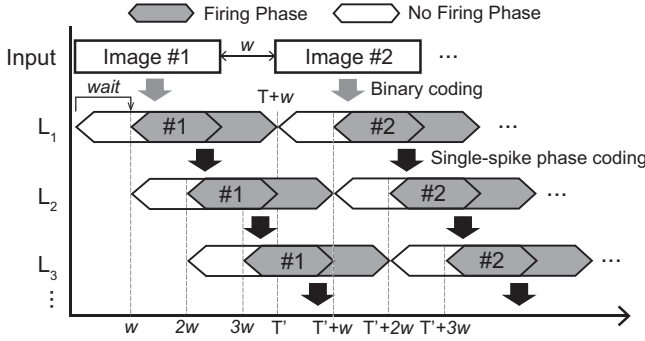 Firing Phase No Firing Phase
Input Image #1 w Image #2 ...
wait Binary coding
T+w
L1 #1 #2 ...
Single-spike phase coding
L2 #1 #2 ...
L3 #1 #2 ...
⋮
w 2w 3w T' T'+w T'+2w T'+3w